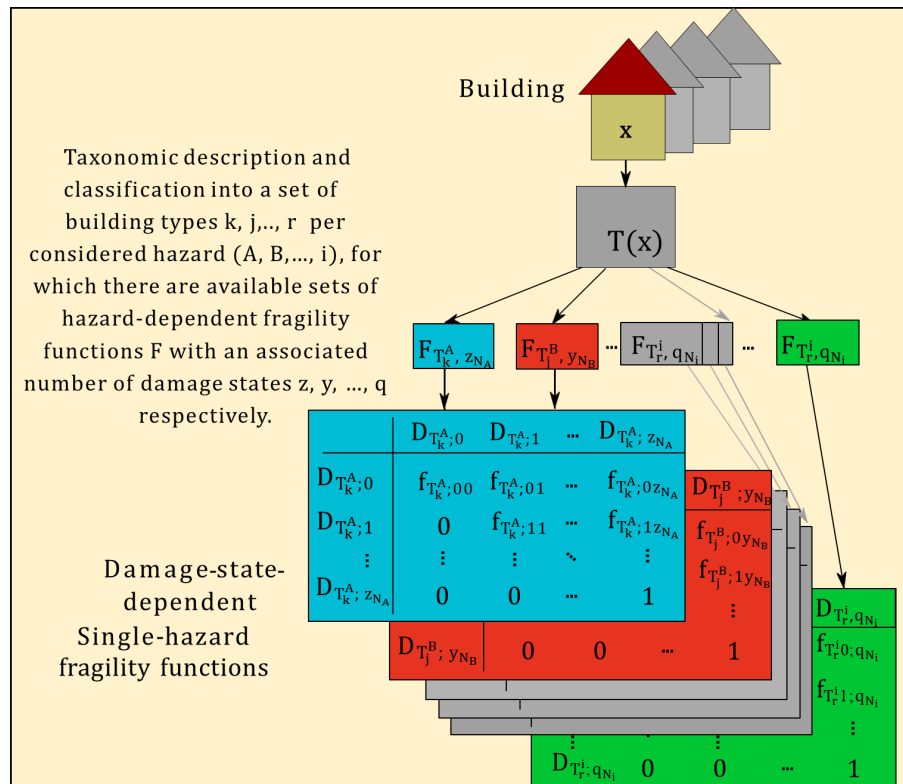 Building
x
Taxonomic description and
classification into a set of
building types k, j,.., r per
considered hazard (A, B,..., i), for
which there are available sets of
hazard-dependent fragility
functions F with an associated
number of damage states z, y, ..., q
respectively.
T(x)
F_{T_k^A, z_{N_A}} F_{T_j^B, y_{N_B}} ... F_{T_r^i, q_{N_i}} ... F_{T_r^i, q_{N_i}}
D_{T_k^A;0} D_{T_k^A;1} ... D_{T_k^A; z_{N_A}}
D_{T_k^A;0} f_{T_k^A;00} f_{T_k^A;01} ... f_{T_k^A;0z_{N_A}}
D_{T_k^A;1} 0 f_{T_k^A;11} ... f_{T_k^A;1z_{N_A}}
⋮ ⋮ ⋮ ⋱ ⋮
D_{T_k^A; z_{N_A}} 0 0 ... 1
D_{T_j^B; y_{N_B}}
f_{T_j^B;0y_{N_B}}
f_{T_j^B;1y_{N_B}}
⋮
D_{T_j^B; y_{N_B}} 0 0 ... 1
Damage-state-
dependent
Single-hazard
fragility functions
D_{T_r^i, q_{N_i}}
f_{T_r^i0; q_{N_i}}
f_{T_r^i1; q_{N_i}}
⋮ ⋮ ⋮
D_{T_r^i; q_{N_i}} 0 0 ... 1